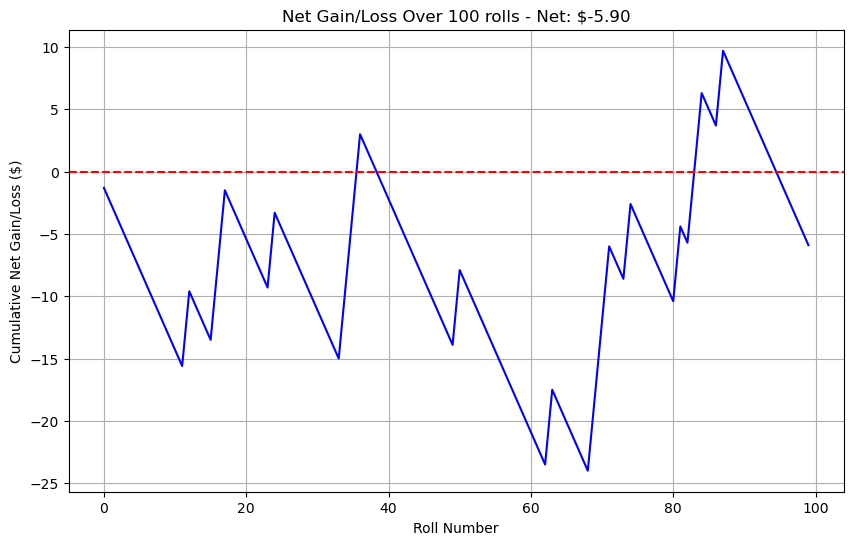 Net Gain/Loss Over 100 rolls - Net: $-5.90
Cumulative Net Gain/Loss ($)
10
5
0
−5
−10
−15
−20
−25
0 20 40 60 80 100
Roll Number